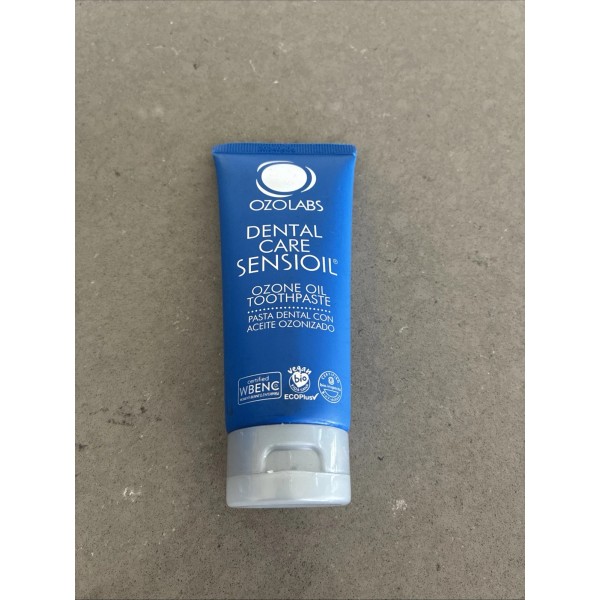 OZOLABS
DENTAL
CARE
SENSIOIL®
OZONE OIL
TOOTHPASTE
PASTA DENTAL CON
ACEITE OZONIZADO
certified
WBENC
VEGAN
bio
ECOPlus